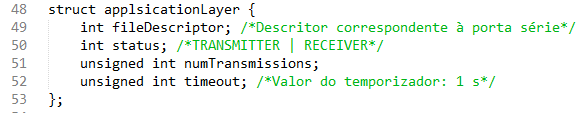 48 struct applsicationLayer {
49 int fileDescriptor; /*Descritor correspondente à porta série*/
50 int status; /*TRANSMITTER | RECEIVER*/
51 unsigned int numTransmissions;
52 unsigned int timeout; /*Valor do temporizador: 1 s*/
53 };